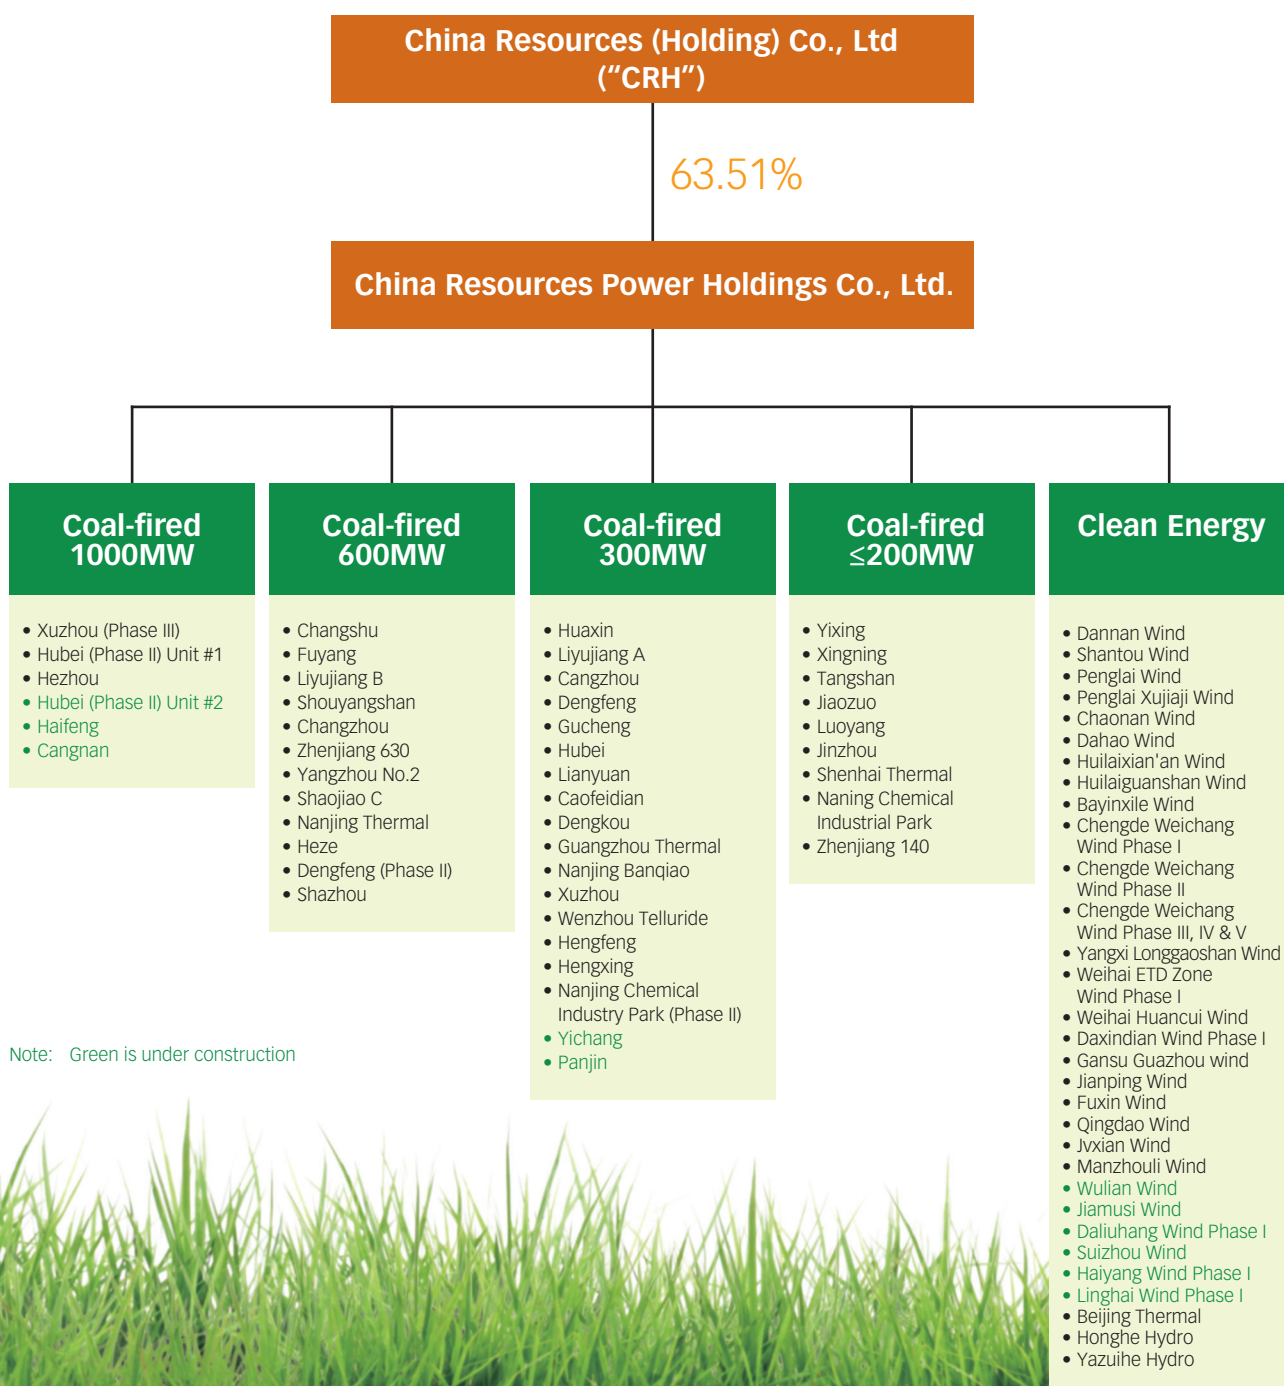 China Resources (Holding) Co., Ltd
(“CRH”)
63.51%
China Resources Power Holdings Co., Ltd.
Coal-fired
1000MW
• Xuzhou (Phase III)
• Hubei (Phase II) Unit #1
• Hezhou
• Hubei (Phase II) Unit #2
• Haifeng
• Cangnan
Coal-fired
600MW
• Changshu
• Fuyang
• Liyujiang B
• Shouyangshan
• Changzhou
• Zhenjiang 630
• Yangzhou No.2
• Shaojiao C
• Nanjing Thermal
• Heze
• Dengfeng (Phase II)
• Shazhou
Coal-fired
300MW
• Huaxin
• Liyujiang A
• Cangzhou
• Dengfeng
• Gucheng
• Hubei
• Lianyuan
• Caofeidian
• Dengkou
• Guangzhou Thermal
• Nanjing Banqiao
• Xuzhou
• Wenzhou Telluride
• Hengfeng
• Hengxing
• Nanjing Chemical
Industry Park (Phase II)
• Yichang
• Panjin
Coal-fired
≤200MW
• Yixing
• Xingning
• Tangshan
• Jiaozuo
• Luoyang
• Jinzhou
• Shenhai Thermal
• Naning Chemical
Industrial Park
• Zhenjiang 140
Clean Energy
• Dannan Wind
• Shantou Wind
• Penglai Wind
• Penglai Xujiaji Wind
• Chaonan Wind
• Dahao Wind
• Huilaixian'an Wind
• Huilaiguanshan Wind
• Bayinxile Wind
• Chengde Weichang
Wind Phase I
• Chengde Weichang
Wind Phase II
• Chengde Weichang
Wind Phase III, IV & V
• Yangxi Longgaoshan Wind
• Weihai ETD Zone
Wind Phase I
• Weihai Huancui Wind
• Daxindian Wind Phase I
• Gansu Guazhou wind
• Jianping Wind
• Fuxin Wind
• Qingdao Wind
• Jvxian Wind
• Manzhouli Wind
• Wulian Wind
• Jiamusi Wind
• Daliuhang Wind Phase I
• Suizhou Wind
• Haiyang Wind Phase I
• Linghai Wind Phase I
• Beijing Thermal
• Honghe Hydro
• Yazuihe Hydro
Note: Green is under construction